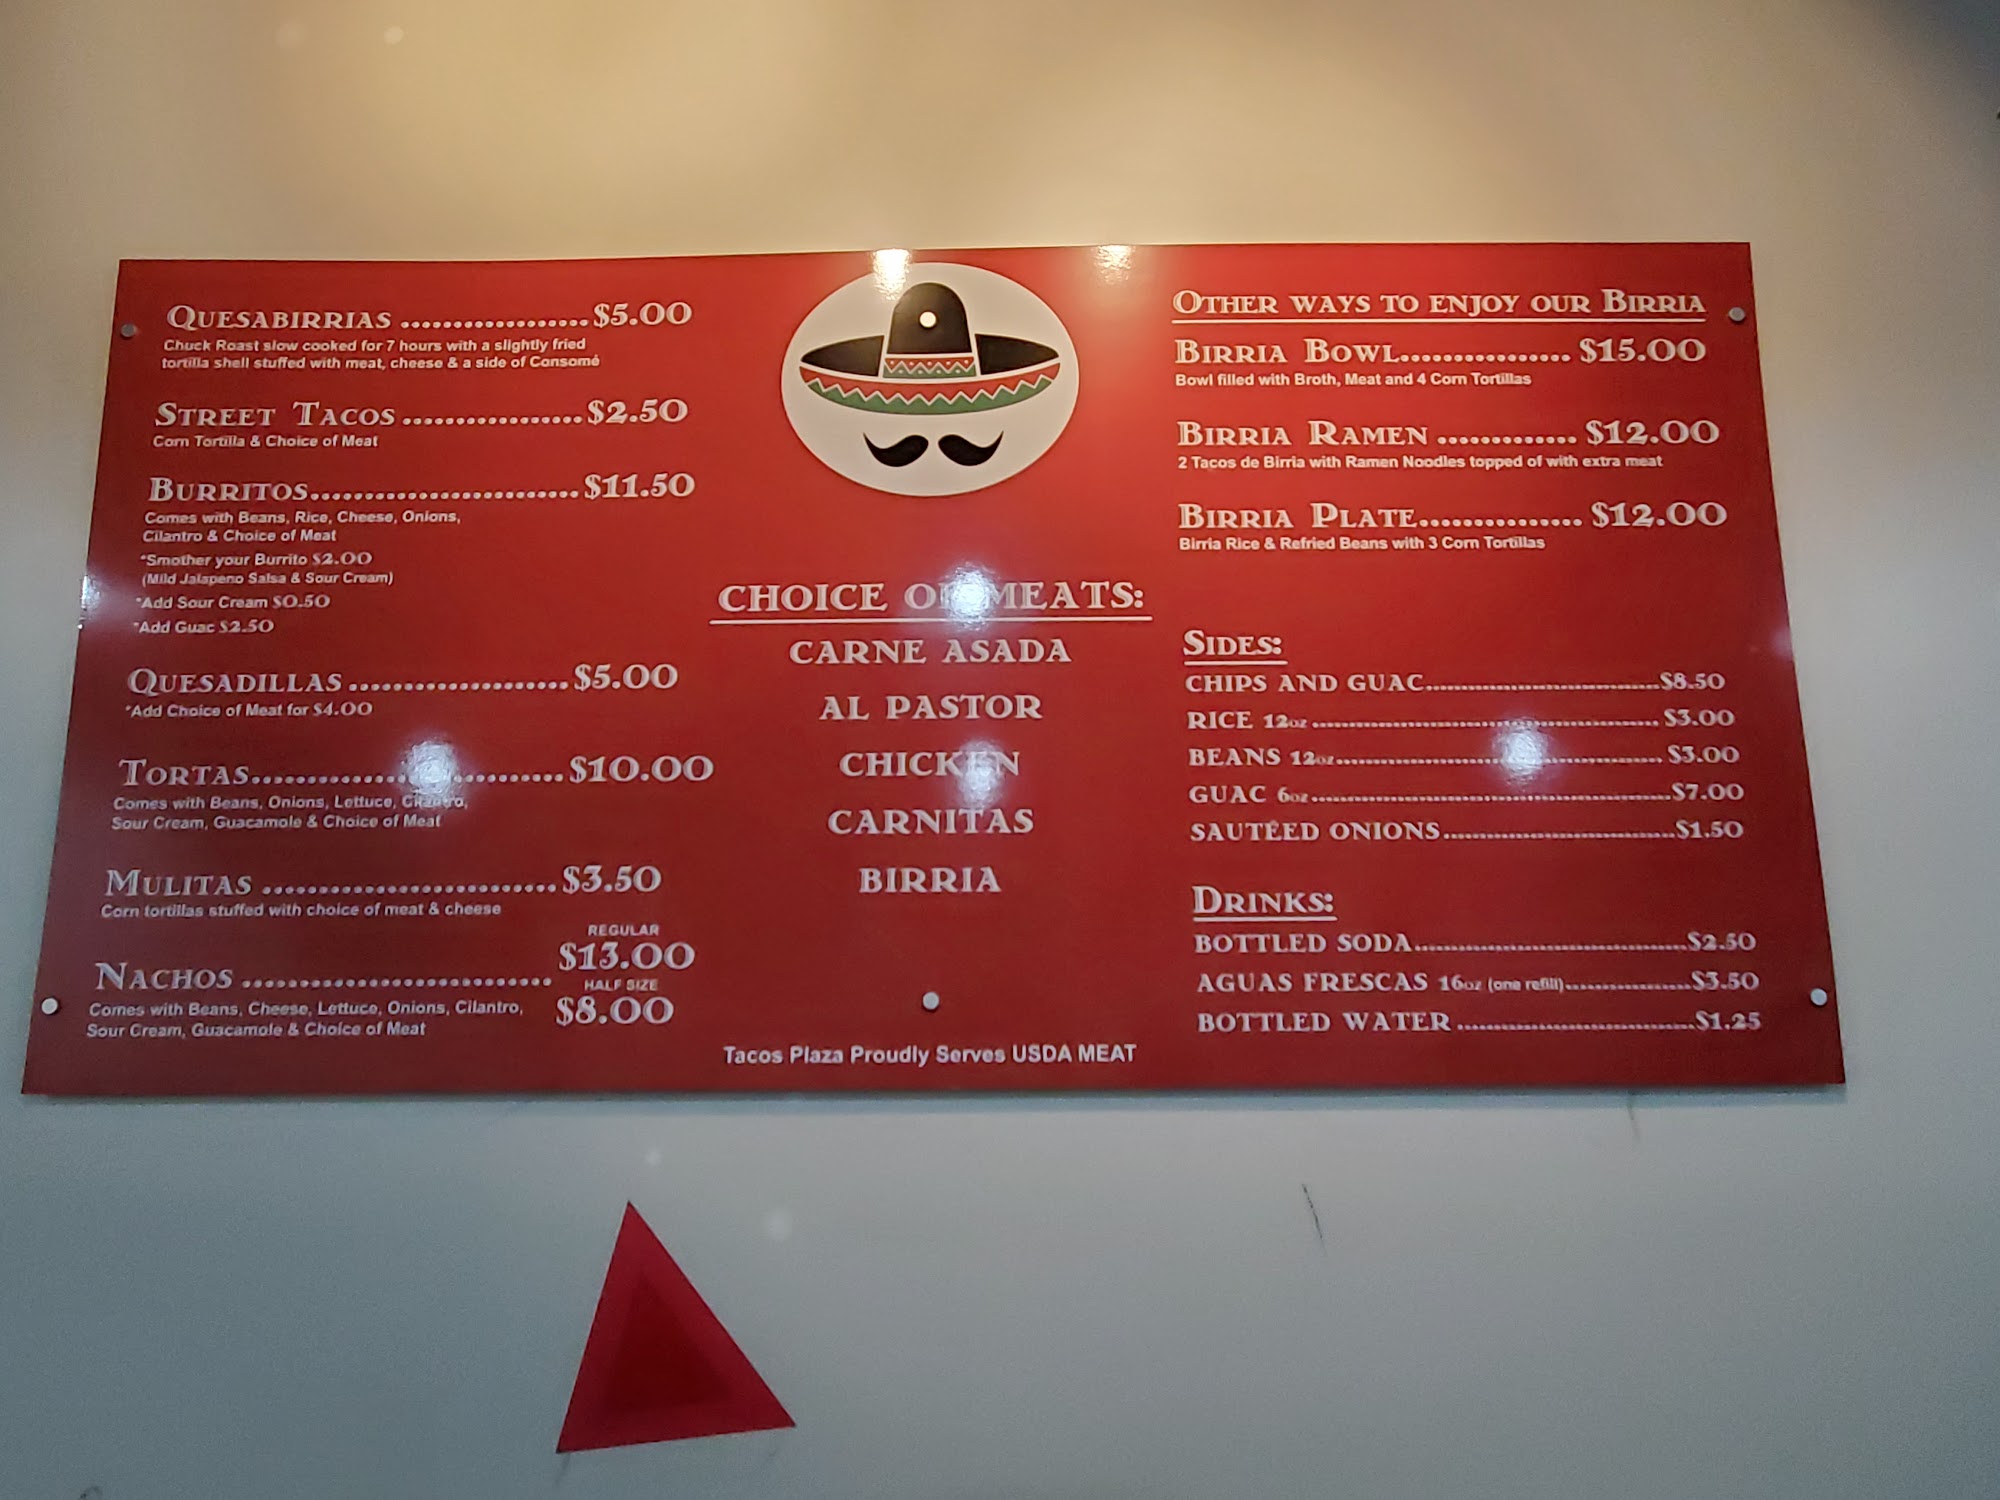 QUESABIRRIAS ................... $5.00
Chuck Roast slow cooked for 7 hours with a slightly fried
tortilla shell stuffed with meat, cheese & a side of Consomé
STREET TACOS .................. $2.50
Corn Tortilla & Choice of Meat
BURRITOS........................... $11.50
Comes with Beans, Rice, Cheese, Onions,
Cilantro & Choice of Meat
*Smother your Burrito $2.00
(Mild Jalapeno Salsa & Sour Cream)
*Add Sour Cream $0.50
*Add Guac $2.50
QUESADILLAS ...................... $5.00
*Add Choice of Meat for $4.00
TORTAS............................... $10.00
Comes with Beans, Onions, Lettuce, Cilantro,
Sour Cream, Guacamole & Choice of Meat
MULITAS ............................. $3.50
Corn tortillas stuffed with choice of meat & cheese
REGULAR
$13.00
NACHOS ...............................
HALF SIZE
$8.00
Comes with Beans, Cheese, Lettuce, Onions, Cilantro,
Sour Cream, Guacamole & Choice of Meat
CHOICE OF MEATS:
CARNE ASADA
AL PASTOR
CHICKEN
CARNITAS
BIRRIA
Tacos Plaza Proudly Serves USDA MEAT
OTHER WAYS TO ENJOY OUR BIRRIA
BIRRIA BOWL................. $15.00
Bowl filled with Broth, Meat and 4 Corn Tortillas
BIRRIA RAMEN ............. $12.00
2 Tacos de Birria with Ramen Noodles topped of with extra meat
BIRRIA PLATE............... $12.00
Birria Rice & Refried Beans with 3 Corn Tortillas
SIDES:
CHIPS AND GUAC...................................$8.50
RICE 12oz .................................................... $3.00
BEANS 12oz................................................. $3.00
GUAC 6oz......................................................$7.00
SAUTÉED ONIONS...................................$1.50
DRINKS:
BOTTLED SODA.........................................$2.50
AGUAS FRESCAS 16oz (one refill)...................$3.50
BOTTLED WATER ...................................$1.25